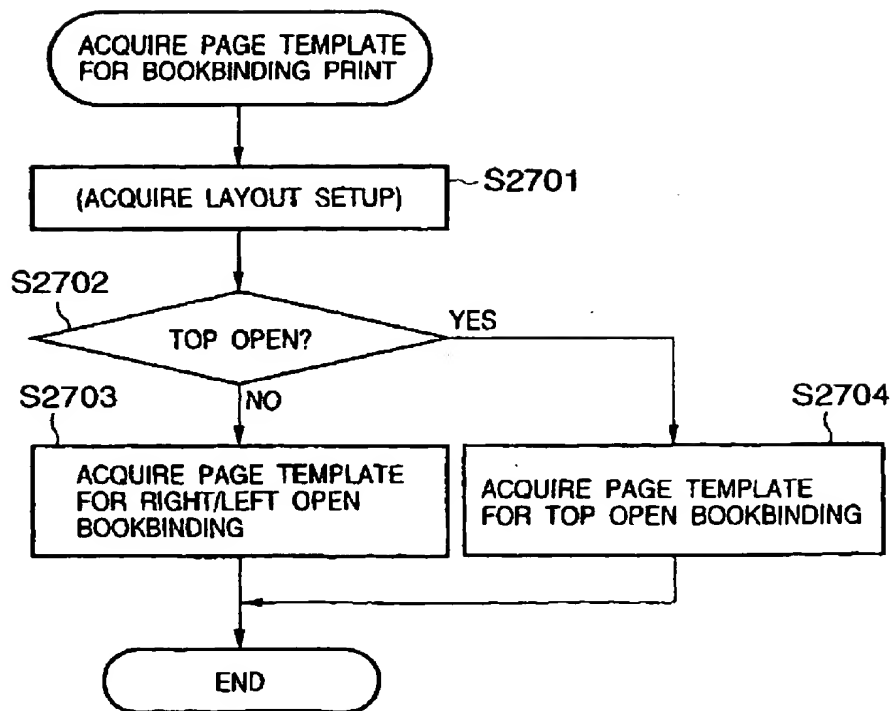 ACQUIRE PAGE TEMPLATE
FOR BOOKBINDING PRINT
(ACQUIRE LAYOUT SETUP)
S2701
S2702
TOP OPEN?
YES
NO
S2703
ACQUIRE PAGE TEMPLATE
FOR RIGHT/LEFT OPEN
BOOKBINDING
S2704
ACQUIRE PAGE TEMPLATE
FOR TOP OPEN BOOKBINDING
END